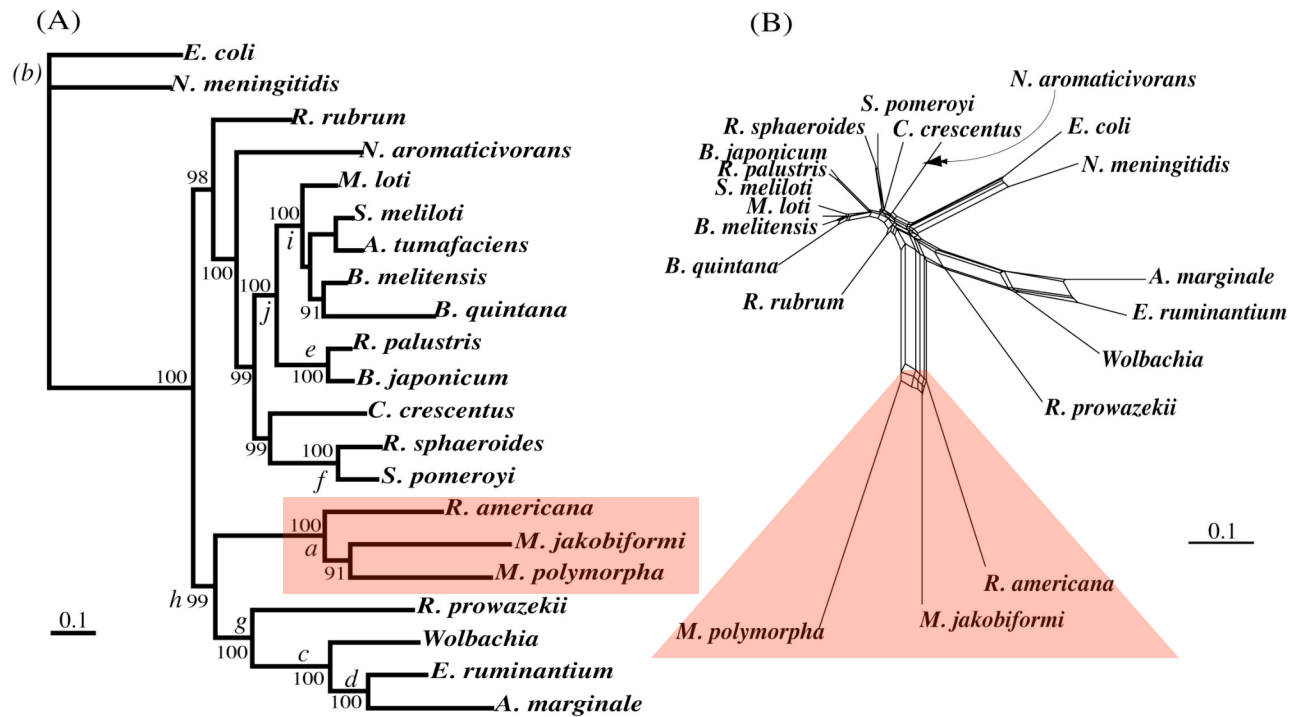 (A)
E. coli
(b)
N. meningitidis
R. rubrum
N. aromaticivorans
98
M. loti
100
S. meliloti
i
A. tumafaciens
100
100
B. melitensis
j
91
B. quintana
e
R. palustris
100
B. japonicum
100
99
C. crescentus
99
100
R. sphaeroides
f
S. pomeroyi
R. americana
100
a
M. jakobiformi
91
M. polymorpha
h 99
R. prowazekii
g
100
Wolbachia
c
100
E. ruminantium
d
100
A. marginale
0.1
(B)
N. aromaticivorans
S. pomeroyi
R. sphaeroides
C. crescentus
E. coli
B. japonicum
R. palustris
N. meningitidis
S. meliloti
M. loti
B. melitensis
B. quintana
R. rubrum
A. marginale
E. ruminantium
Wolbachia
R. prowazekii
0.1
R. americana
M. jakobiformi
M. polymorpha